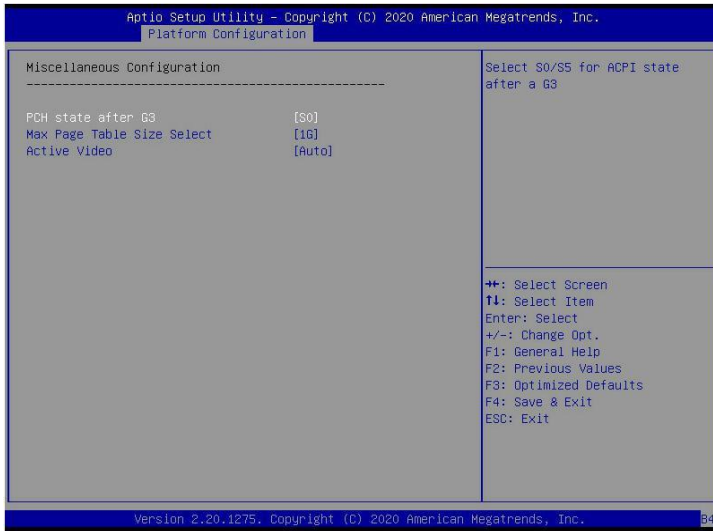 Aptio Setup Utility – Copyright (C) 2020 American Megatrends, Inc.
Platform Configuration
Miscellaneous Configuration
--------------------------------------------------
PCH state after G3 [S0]
Max Page Table Size Select [1G]
Active Video [Auto]
Select S0/S5 for ACPI state
after a G3
→←: Select Screen
↑↓: Select Item
Enter: Select
+/-: Change Opt.
F1: General Help
F2: Previous Values
F3: Optimized Defaults
F4: Save & Exit
ESC: Exit
Version 2.20.1275. Copyright (C) 2020 American Megatrends, Inc.
B4